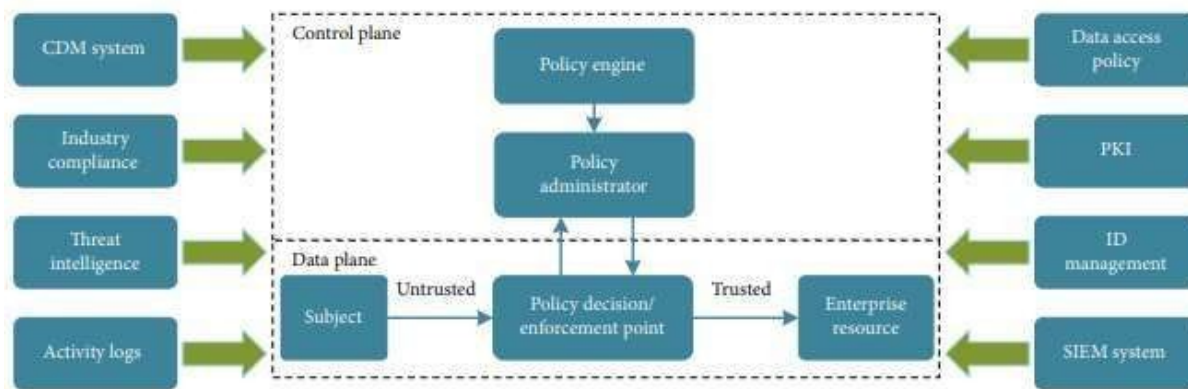 CDM system
Industry
compliance
Threat
intelligence
Activity logs
Control plane
Policy engine
Policy
administrator
Data plane
Subject
Untrusted
Policy decision/
enforcement point
Trusted
Enterprise
resource
Data access
policy
PKI
ID
management
SIEM system